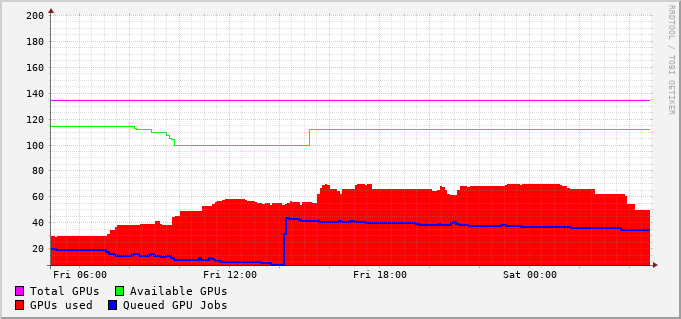 200
180
160
140
120
100
80
60
40
20
Fri 06:00 Fri 12:00 Fri 18:00 Sat 00:00
Total GPUs Available GPUs
GPUs used Queued GPU Jobs
RRDTOOL / TOBI OETIKER